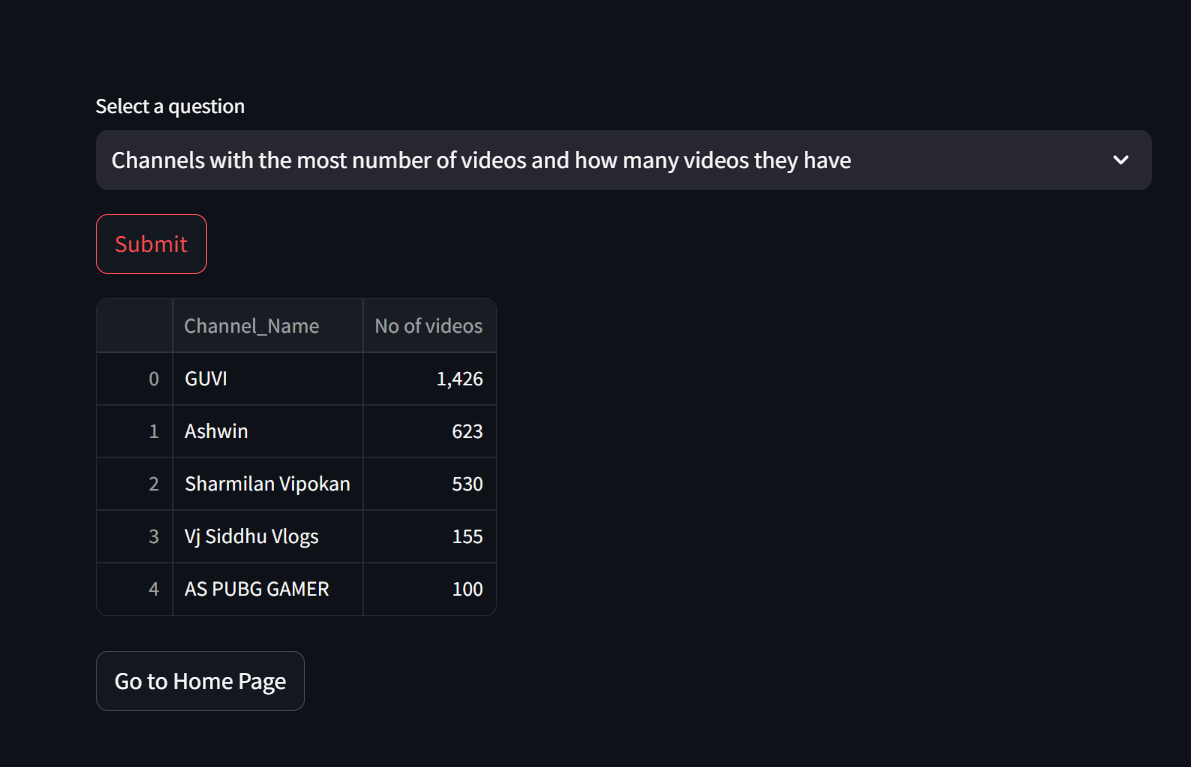 Select a question
Channels with the most number of videos and how many videos they have
Submit
Channel_Name No of videos
0 GUVI 1,426
1 Ashwin 623
2 Sharmilan Vipokan 530
3 Vj Siddhu Vlogs 155
4 AS PUBG GAMER 100
Go to Home Page